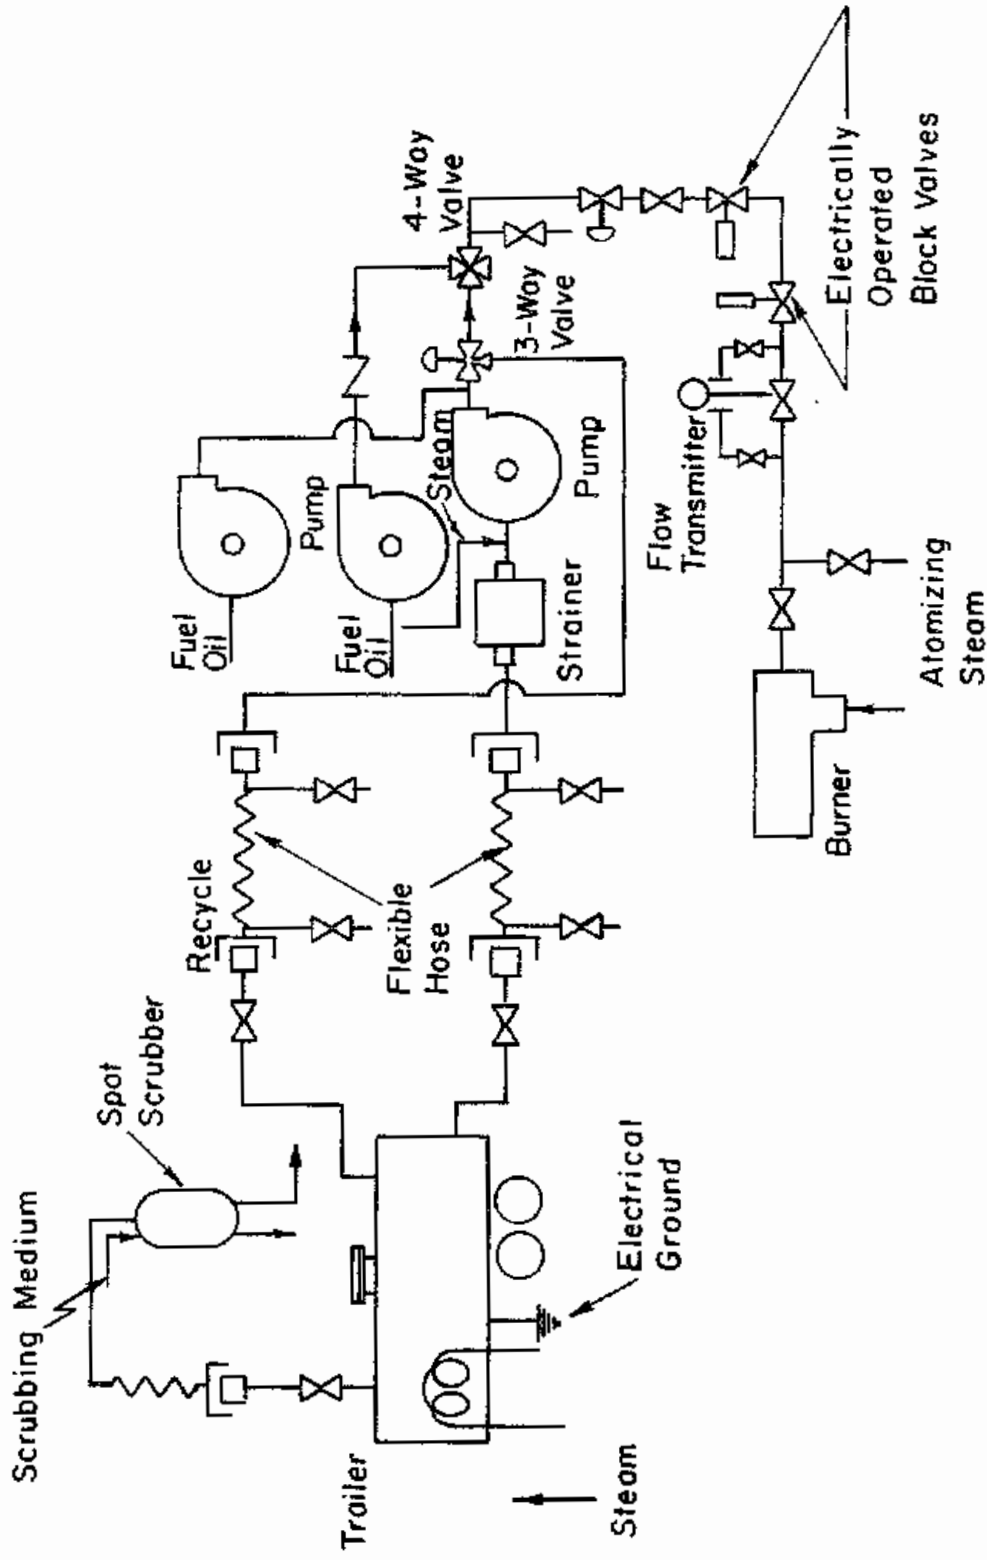 Scrubbing Medium
Spot
Scrubber
Recycle
Flexible
Hose
Fuel
Oil
Pump
Fuel
Oil
Steam
Strainer
Pump
3-Way
Valve
4-Way
Valve
Trailer
Steam
Electrical
Ground
Burner
Atomizing
Steam
Flow
Transmitter
Electrically
Operated
Block Valves